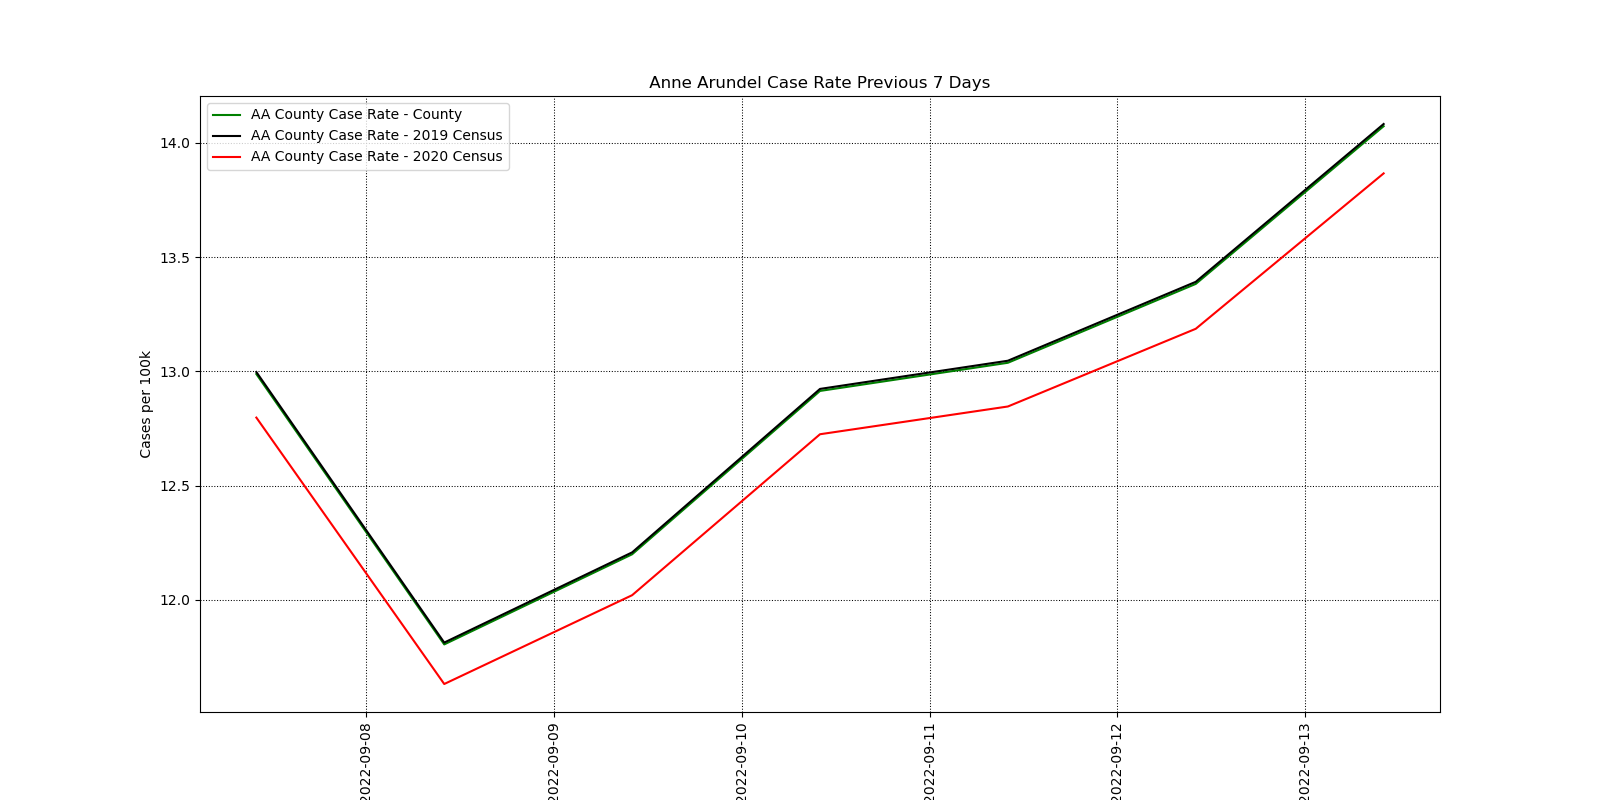 Anne Arundel Case Rate Previous 7 Days
AA County Case Rate - County
AA County Case Rate - 2019 Census
AA County Case Rate - 2020 Census
14.0
13.5
13.0
12.5
12.0
Cases per 100k
2022-09-08
2022-09-09
2022-09-10
2022-09-11
2022-09-12
2022-09-13